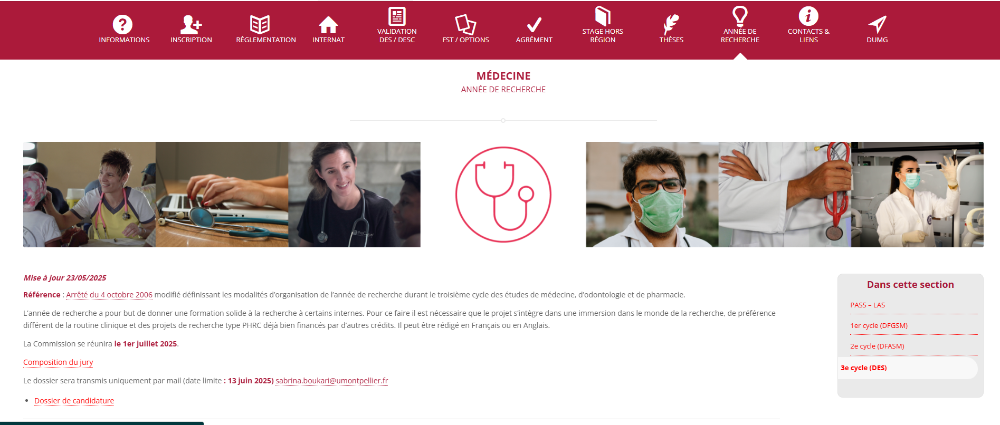 INFORMATIONS
INSCRIPTION
RÈGLEMENTATION
INTERNAT
VALIDATION
DES / DESC
FST / OPTIONS
AGRÉMENT
STAGE HORS
RÉGION
THÈSES
ANNÉE DE
RECHERCHE
CONTACTS &
LIENS
DUMG
MÉDECINE
ANNÉE DE RECHERCHE
Mise à jour 23/05/2025
Référence : Arrêté du 4 octobre 2006 modifié définissant les modalités d’organisation de l’année de recherche durant le troisième cycle des études de médecine, d’odontologie et de pharmacie.
L’année de recherche a pour but de donner une formation solide à la recherche à certains internes. Pour ce faire il est nécessaire que le projet s’intègre dans une immersion dans le monde de la recherche, de préférence
différent de la routine clinique et des projets de recherche type PHRC déjà bien financés par d’autres crédits. Il peut être rédigé en Français ou en Anglais.
La Commission se réunira le 1er juillet 2025.
Composition du jury
Le dossier sera transmis uniquement par mail (date limite : 13 juin 2025) sabrina.boukari@umontpellier.fr
• Dossier de candidature
Dans cette section
PASS – LAS
1er cycle (DFGSM)
2e cycle (DFASM)
3e cycle (DES)